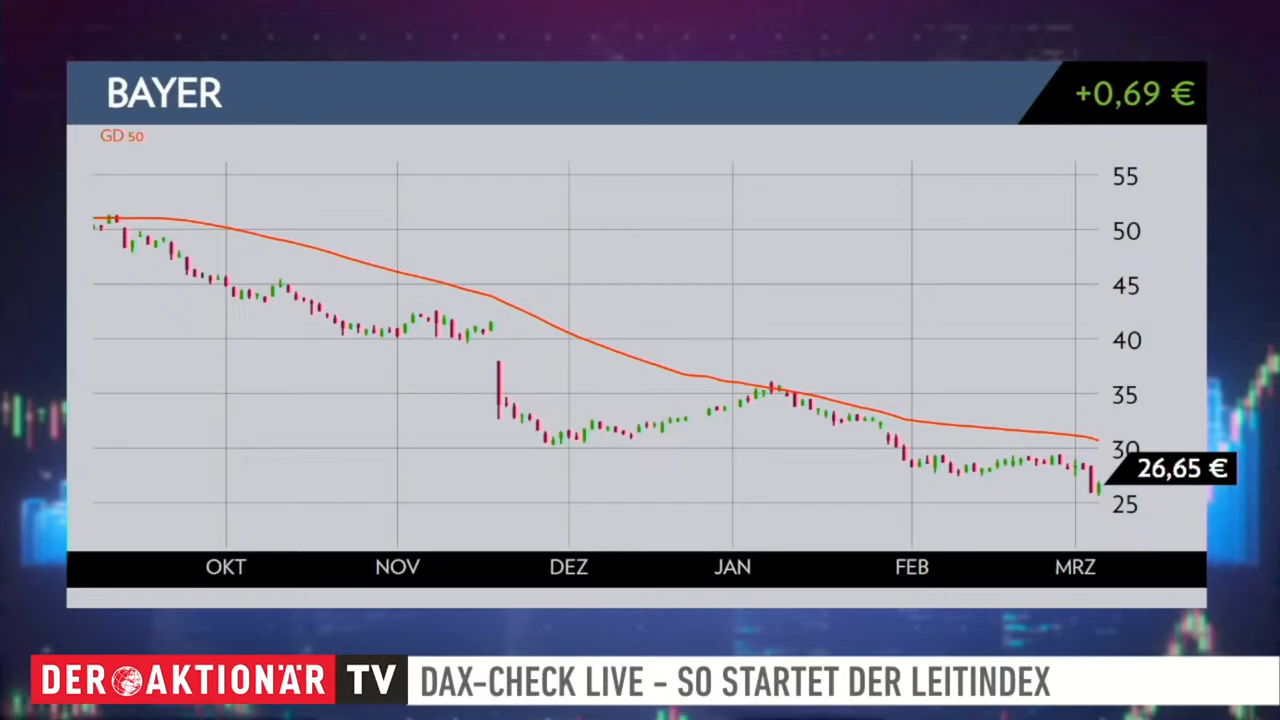 BAYER
+0,69 €
GD 50
55
50
45
40
35
30
26,65 €
25
OKT NOV DEZ JAN FEB MRZ
DER AKTIONÄR TV
DAX-CHECK LIVE - SO STARTET DER LEITINDEX